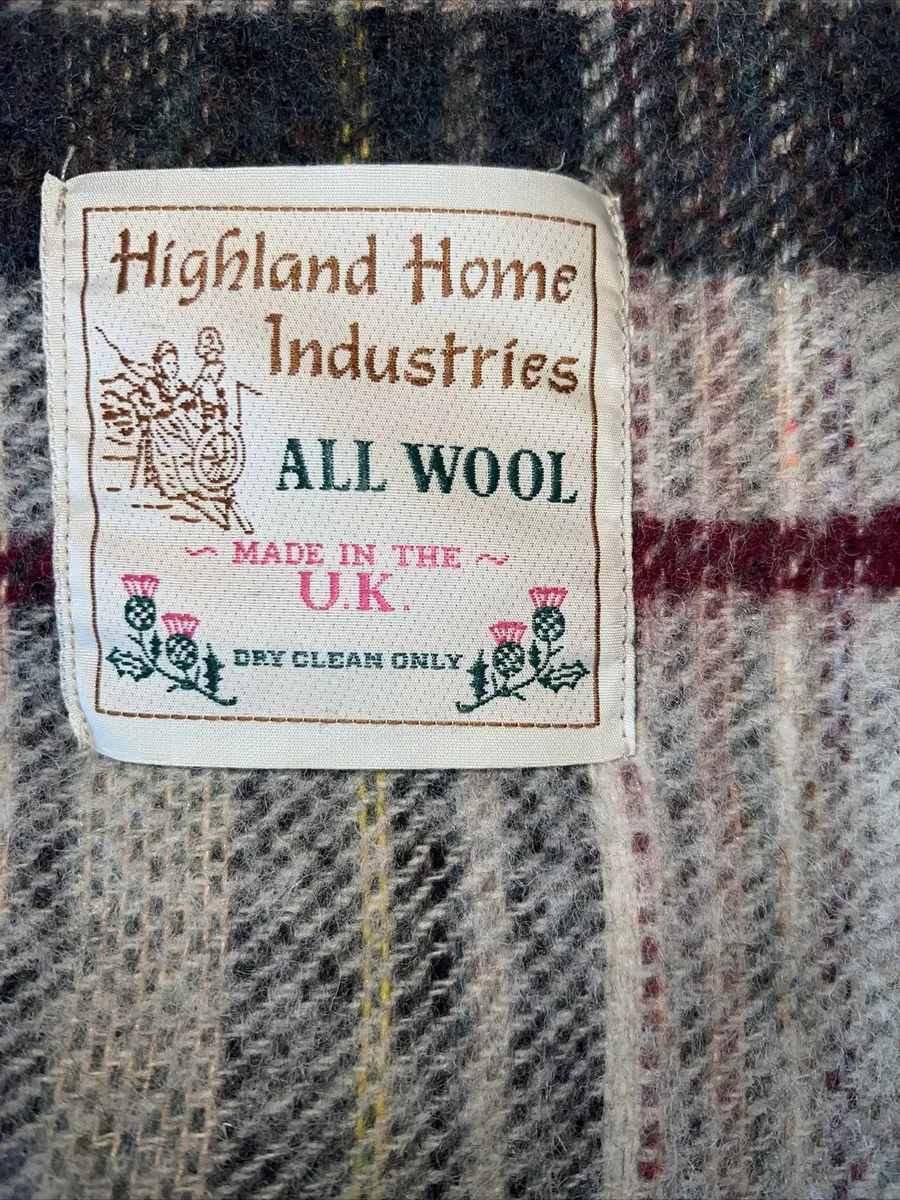 Highland Home
Industries
ALL WOOL
~ MADE IN THE ~
U.K.
DRY CLEAN ONLY